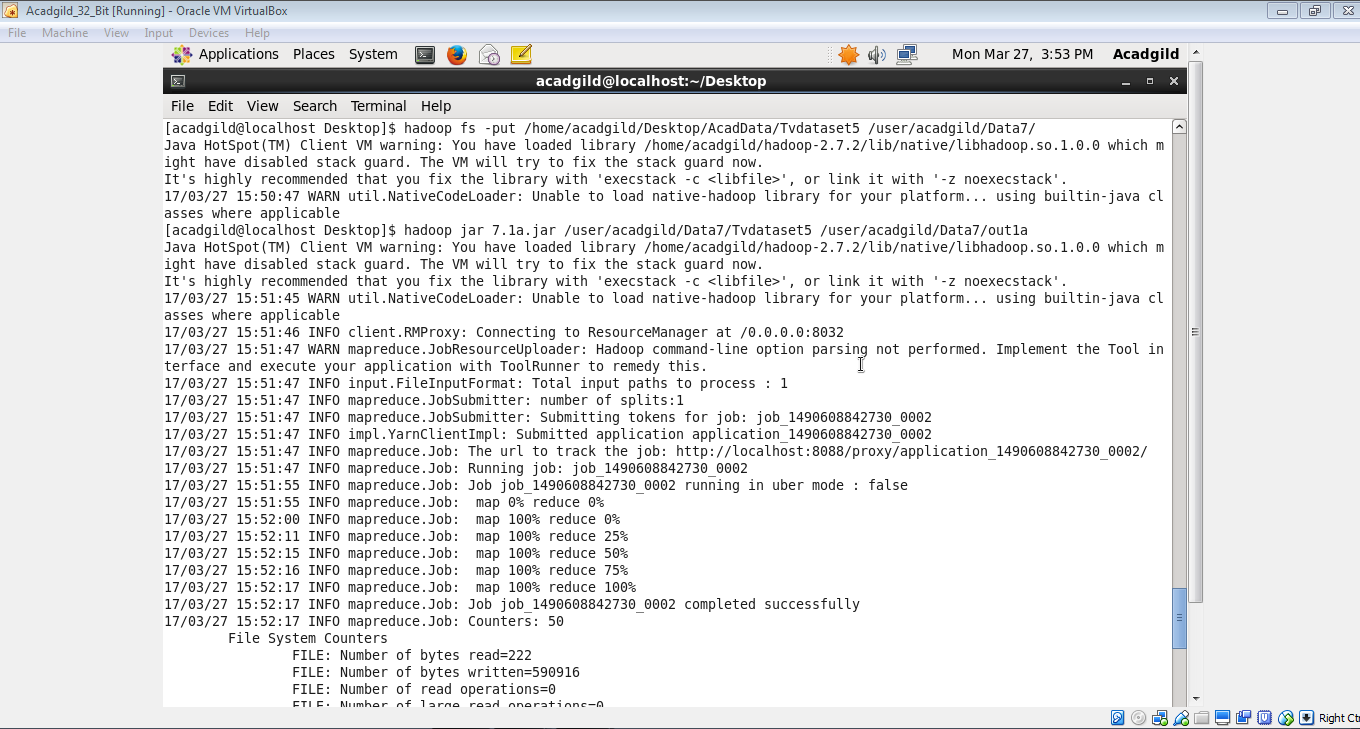 Acadgild_32_Bit [Running] - Oracle VM VirtualBox
File Machine View Input Devices Help
Applications Places System Mon Mar 27, 3:53 PM Acadgild
acadgild@localhost:~/Desktop
File Edit View Search Terminal Help
[acadgild@localhost Desktop]$ hadoop fs -put /home/acadgild/Desktop/AcadData/Tvdataset5 /user/acadgild/Data7/
Java HotSpot(TM) Client VM warning: You have loaded library /home/acadgild/hadoop-2.7.2/lib/native/libhadoop.so.1.0.0 which m
ight have disabled stack guard. The VM will try to fix the stack guard now.
It's highly recommended that you fix the library with 'execstack -c <libfile>', or link it with '-z noexecstack'.
17/03/27 15:50:47 WARN util.NativeCodeLoader: Unable to load native-hadoop library for your platform... using builtin-java cl
asses where applicable
[acadgild@localhost Desktop]$ hadoop jar 7.1a.jar /user/acadgild/Data7/Tvdataset5 /user/acadgild/Data7/out1a
Java HotSpot(TM) Client VM warning: You have loaded library /home/acadgild/hadoop-2.7.2/lib/native/libhadoop.so.1.0.0 which m
ight have disabled stack guard. The VM will try to fix the stack guard now.
It's highly recommended that you fix the library with 'execstack -c <libfile>', or link it with '-z noexecstack'.
17/03/27 15:51:45 WARN util.NativeCodeLoader: Unable to load native-hadoop library for your platform... using builtin-java cl
asses where applicable
17/03/27 15:51:46 INFO client.RMProxy: Connecting to ResourceManager at /0.0.0.0:8032
17/03/27 15:51:47 WARN mapreduce.JobResourceUploader: Hadoop command-line option parsing not performed. Implement the Tool in
terface and execute your application with ToolRunner to remedy this.
17/03/27 15:51:47 INFO input.FileInputFormat: Total input paths to process : 1
17/03/27 15:51:47 INFO mapreduce.JobSubmitter: number of splits:1
17/03/27 15:51:47 INFO mapreduce.JobSubmitter: Submitting tokens for job: job_1490608842730_0002
17/03/27 15:51:47 INFO impl.YarnClientImpl: Submitted application application_1490608842730_0002
17/03/27 15:51:47 INFO mapreduce.Job: The url to track the job: http://localhost:8088/proxy/application_1490608842730_0002/
17/03/27 15:51:47 INFO mapreduce.Job: Running job: job_1490608842730_0002
17/03/27 15:51:55 INFO mapreduce.Job: Job job_1490608842730_0002 running in uber mode : false
17/03/27 15:51:55 INFO mapreduce.Job:  map 0% reduce 0%
17/03/27 15:52:00 INFO mapreduce.Job:  map 100% reduce 0%
17/03/27 15:52:11 INFO mapreduce.Job:  map 100% reduce 25%
17/03/27 15:52:15 INFO mapreduce.Job:  map 100% reduce 50%
17/03/27 15:52:16 INFO mapreduce.Job:  map 100% reduce 75%
17/03/27 15:52:17 INFO mapreduce.Job:  map 100% reduce 100%
17/03/27 15:52:17 INFO mapreduce.Job: Job job_1490608842730_0002 completed successfully
17/03/27 15:52:17 INFO mapreduce.Job: Counters: 50
File System Counters
FILE: Number of bytes read=222
FILE: Number of bytes written=590916
FILE: Number of read operations=0
FILE: Number of large read operations=0
Right Ctr